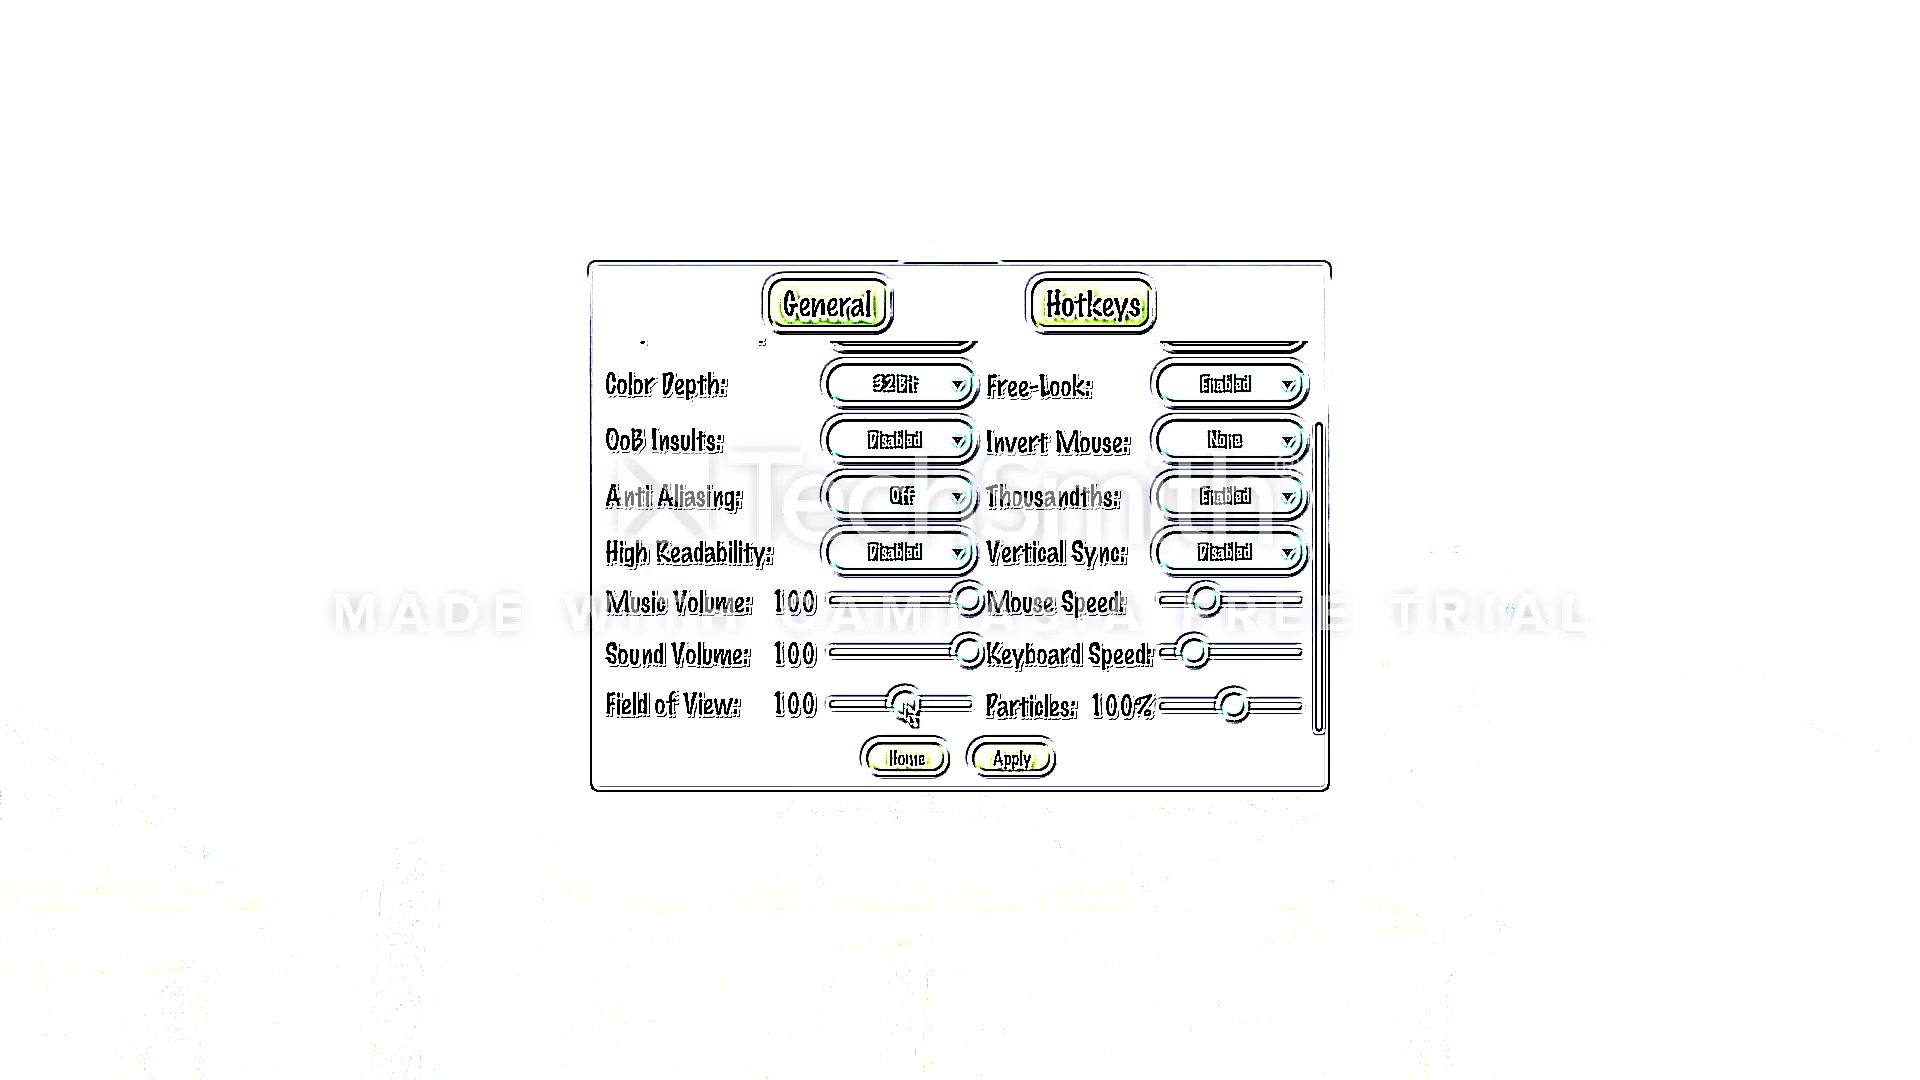 General Hotkeys
Color Depth: 32 Bit Free-Look: Enabled
OoB Insults: Disabled Invert Mouse: None
Anti Aliasing: Off Thousandths: Enabled
High Readability: Disabled Vertical Sync: Disabled
Music Volume: 100 Mouse Speed:
Sound Volume: 100 Keyboard Speed:
Field of View: 100 Particles: 100%
Home Apply
TechSmith®
MADE WITH CAMTASIA FREE TRIAL